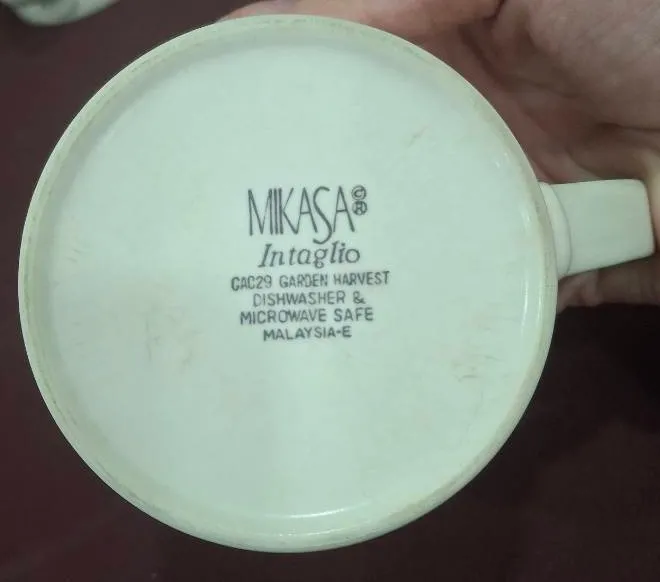 MIKASA©®
Intaglio
CAC29 GARDEN HARVEST
DISHWASHER &
MICROWAVE SAFE
MALAYSIA-E